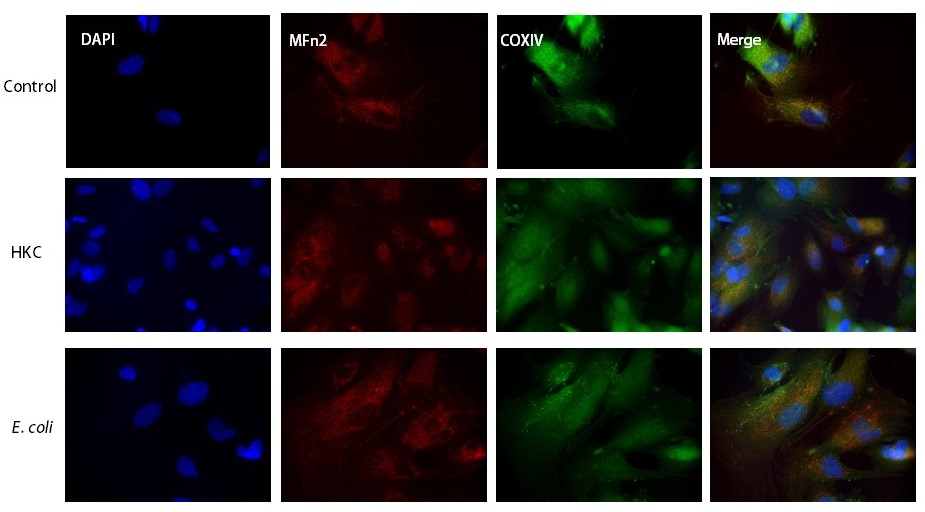 DAPI MFn2 COXIV Merge
Control
HKC
E. coli